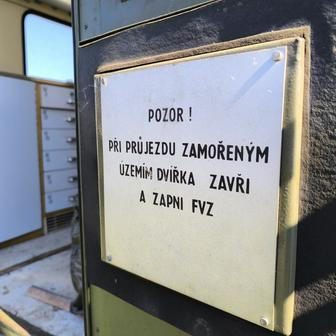 POZOR !
PŘI PRŮJEZDU ZAMOŘENÝM
ÚZEMÍM DVÍŘKA ZAVŘI
A ZAPNI FVZ